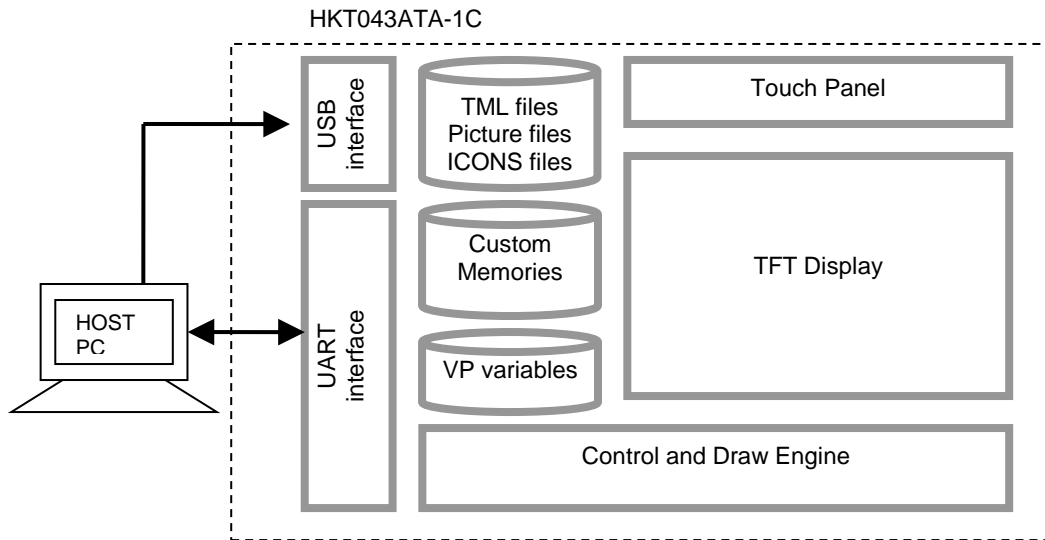 HKT043ATA-1C
USB
interface
TML files
Picture files
ICONS files
Touch Panel
UART
interface
Custom
Memories
TFT Display
HOST
PC
VP variables
Control and Draw Engine